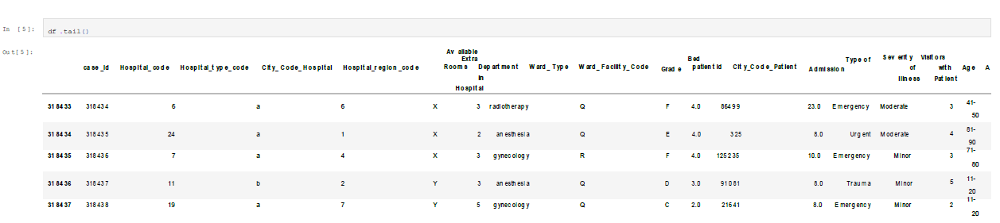 In [5]: df.tail()
Out[5]:
case_id Hospital_code Hospital_type_code City_Code_Hospital Hospital_region_code Available Extra Rooms in Hospital Department Ward_Type Ward_Facility_Code Bed Grade patientid City_Code_Patient Type of Admission Severity of Illness Visitors with Patient Age A
318433 318434 6 a 6 X 3 radiotherapy Q F 4.0 86499 23.0 Emergency Moderate 3 41-50
318434 318435 24 a 1 X 2 anesthesia Q E 4.0 325 8.0 Urgent Moderate 4 81-90
318435 318436 7 a 4 X 3 gynecology R F 4.0 125235 10.0 Emergency Minor 3 71-80
318436 318437 11 b 2 Y 3 anesthesia Q D 3.0 91081 8.0 Trauma Minor 5 11-20
318437 318438 19 a 7 Y 5 gynecology Q C 2.0 21641 8.0 Emergency Minor 2 11-20